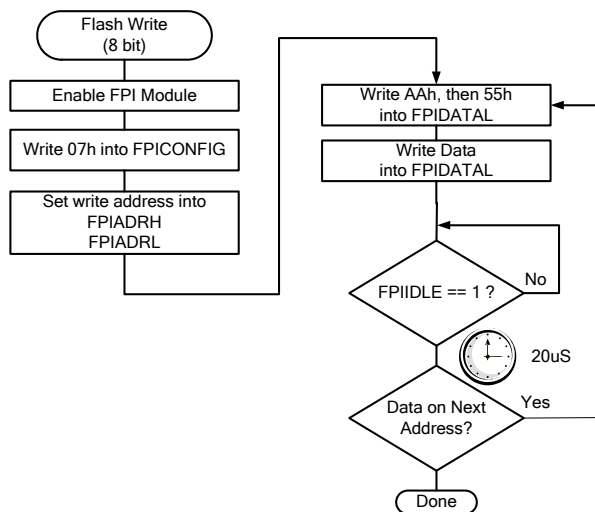 Flash Write
(8 bit)
Enable FPI Module
Write 07h into FPICONFIG
Set write address into
FPIADRH
FPIADRL
Write AAh, then 55h
into FPIDATAL
Write Data
into FPIDATAL
FPIIDLE == 1 ?
No
20uS
Data on Next
Address?
Yes
Done